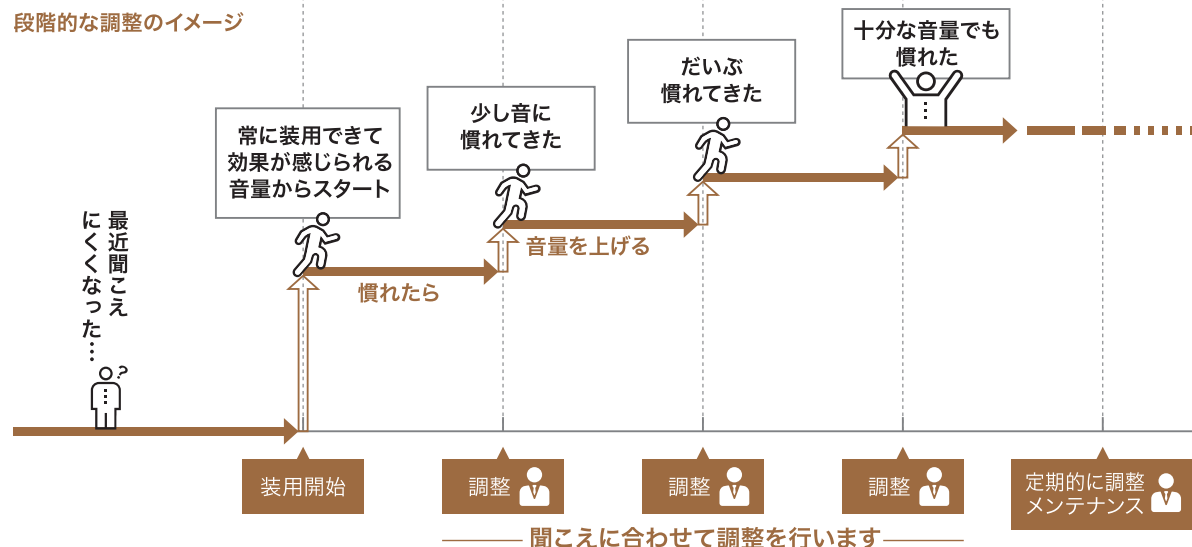 段階的な調整のイメージ
最近聞こえ
にくくなった…
?
常に装用できて
効果が感じられる
音量からスタート
少し音に
慣れてきた
だいぶ
慣れてきた
十分な音量でも
慣れた
慣れたら
音量を上げる
装用開始
調整
調整
調整
定期的に調整
メンテナンス
聞こえに合わせて調整を行います